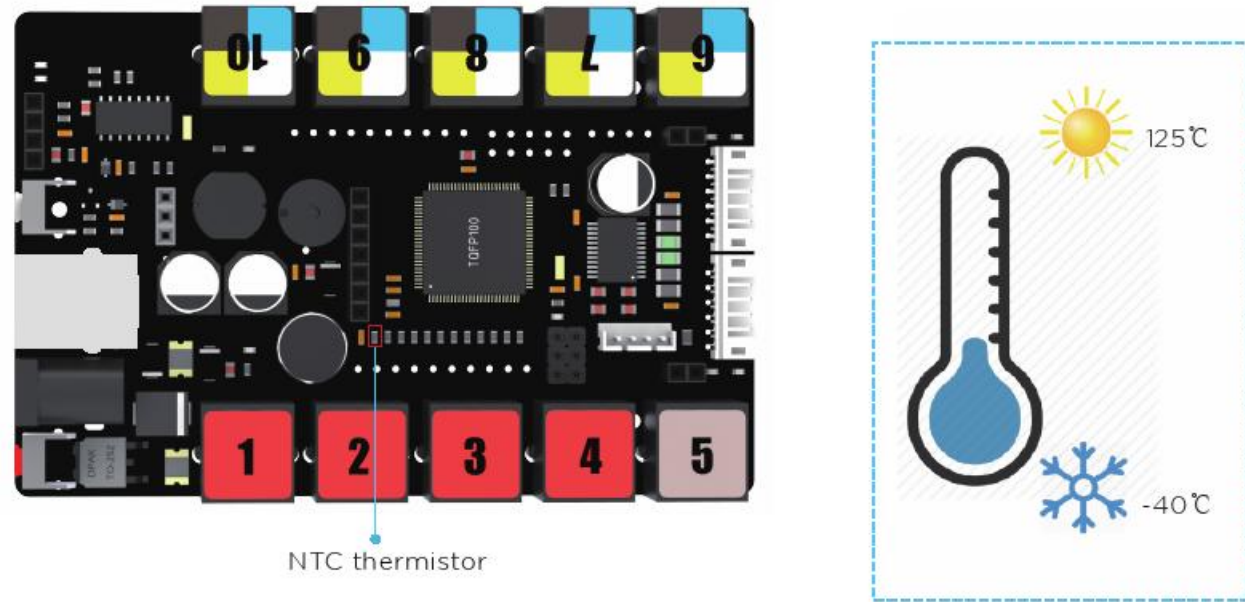 10 9 8 7 6
125℃
TQFP100
1 2 3 4 5
DPAK
TO-252
-40℃
NTC thermistor